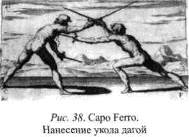 Рис. 38. Capo Ferro.
Нанесение укола дагой